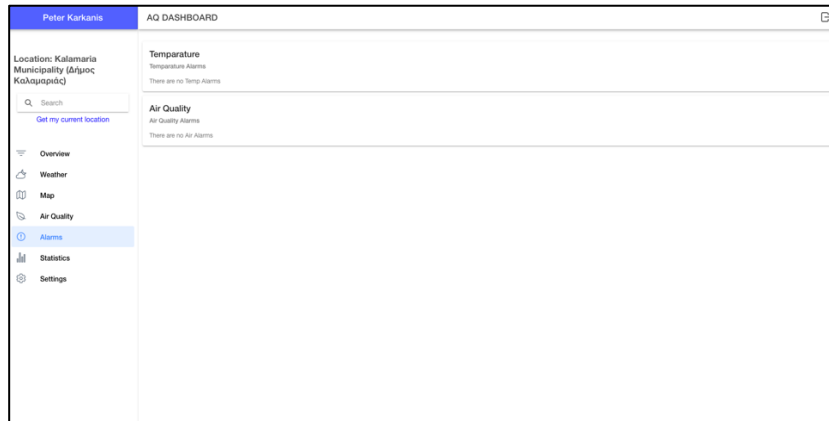 Peter Karkanis
AQ DASHBOARD
Location: Kalamaria
Municipality (Δήμος
Καλαμαριάς)
Search
Get my current location
Overview
Weather
Map
Air Quality
Alarms
Statistics
Settings
Temparature
Temparature Alarms
There are no Temp Alarms
Air Quality
Air Quality Alarms
There are no Air Alarms